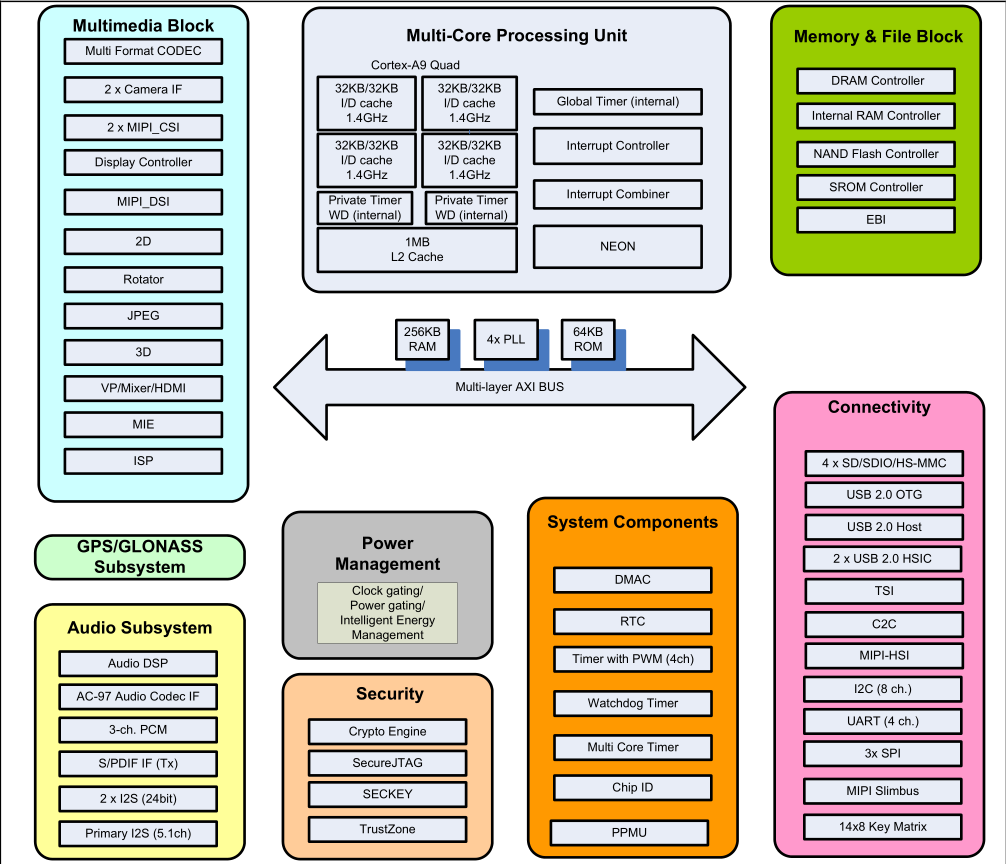 Multimedia Block
Multi Format CODEC
2 x Camera IF
2 x MIPI_CSI
Display Controller
MIPI_DSI
2D
Rotator
JPEG
3D
VP/Mixer/HDMI
MIE
ISP
Multi-Core Processing Unit
Cortex-A9 Quad
32KB/32KB
I/D cache
1.4GHz
32KB/32KB
I/D cache
1.4GHz
32KB/32KB
I/D cache
1.4GHz
32KB/32KB
I/D cache
1.4GHz
Private Timer
WD (internal)
Private Timer
WD (internal)
1MB
L2 Cache
Global Timer (internal)
Interrupt Controller
Interrupt Combiner
NEON
Memory & File Block
DRAM Controller
Internal RAM Controller
NAND Flash Controller
SROM Controller
EBI
256KB
RAM
4x PLL
64KB
ROM
Multi-layer AXI BUS
GPS/GLONASS
Subsystem
Audio Subsystem
Audio DSP
AC-97 Audio Codec IF
3-ch. PCM
S/PDIF IF (Tx)
2 x I2S (24bit)
Primary I2S (5.1ch)
Power
Management
Clock gating/
Power gating/
Intelligent Energy
Management
Security
Crypto Engine
SecureJTAG
SECKEY
TrustZone
System Components
DMAC
RTC
Timer with PWM (4ch)
Watchdog Timer
Multi Core Timer
Chip ID
PPMU
Connectivity
4 x SD/SDIO/HS-MMC
USB 2.0 OTG
USB 2.0 Host
2 x USB 2.0 HSIC
TSI
C2C
MIPI-HSI
I2C (8 ch.)
UART (4 ch.)
3x SPI
MIPI Slimbus
14x8 Key Matrix